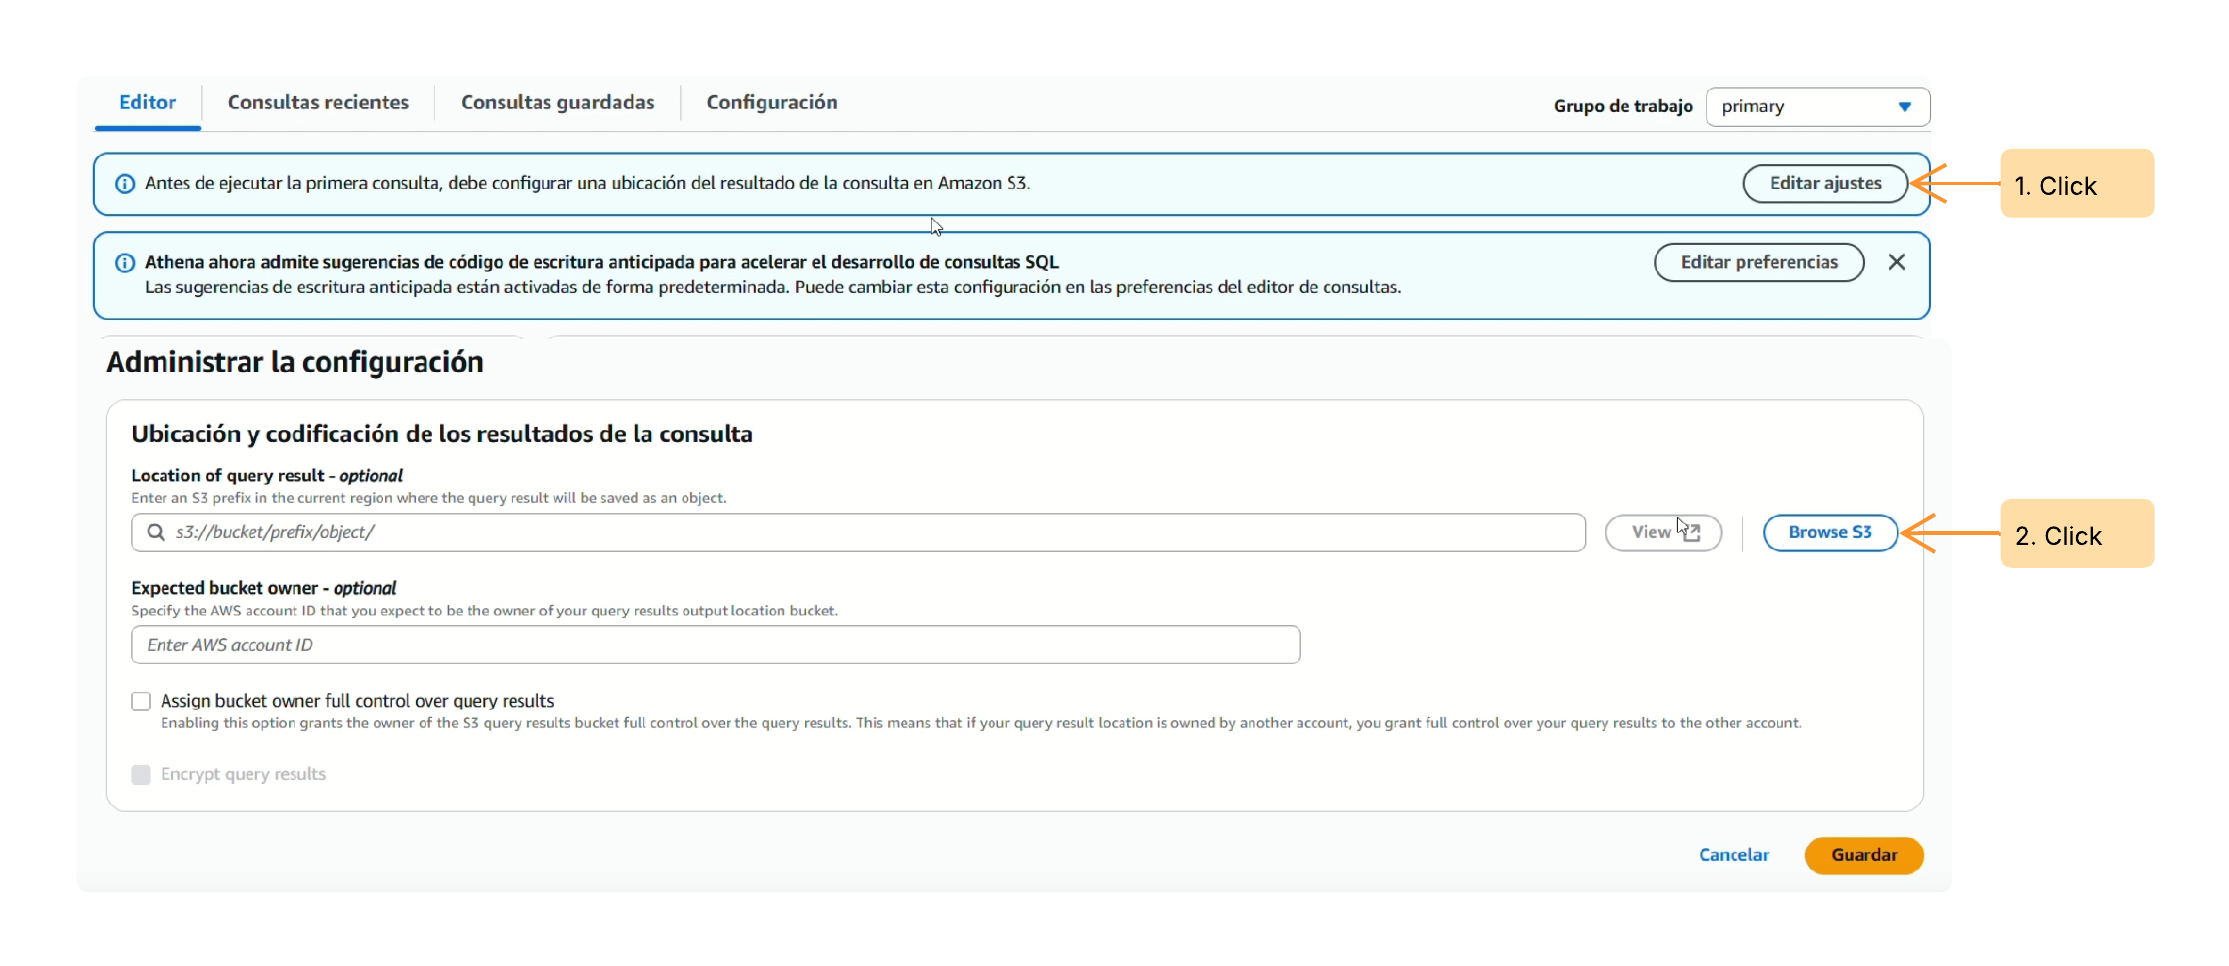 Editor Consultas recientes Consultas guardadas Configuración Grupo de trabajo primary
Antes de ejecutar la primera consulta, debe configurar una ubicación del resultado de la consulta en Amazon S3. Editar ajustes
1. Click
Athena ahora admite sugerencias de código de escritura anticipada para acelerar el desarrollo de consultas SQL Editar preferencias
Las sugerencias de escritura anticipada están activadas de forma predeterminada. Puede cambiar esta configuración en las preferencias del editor de consultas.
Administrar la configuración
Ubicación y codificación de los resultados de la consulta
Location of query result - optional
Enter an S3 prefix in the current region where the query result will be saved as an object.
s3://bucket/prefix/object/ View Browse S3
2. Click
Expected bucket owner - optional
Specify the AWS account ID that you expect to be the owner of your query results output location bucket.
Enter AWS account ID
Assign bucket owner full control over query results
Enabling this option grants the owner of the S3 query results bucket full control over the query results. This means that if your query result location is owned by another account, you grant full control over your query results to the other account.
Encrypt query results
Cancelar Guardar